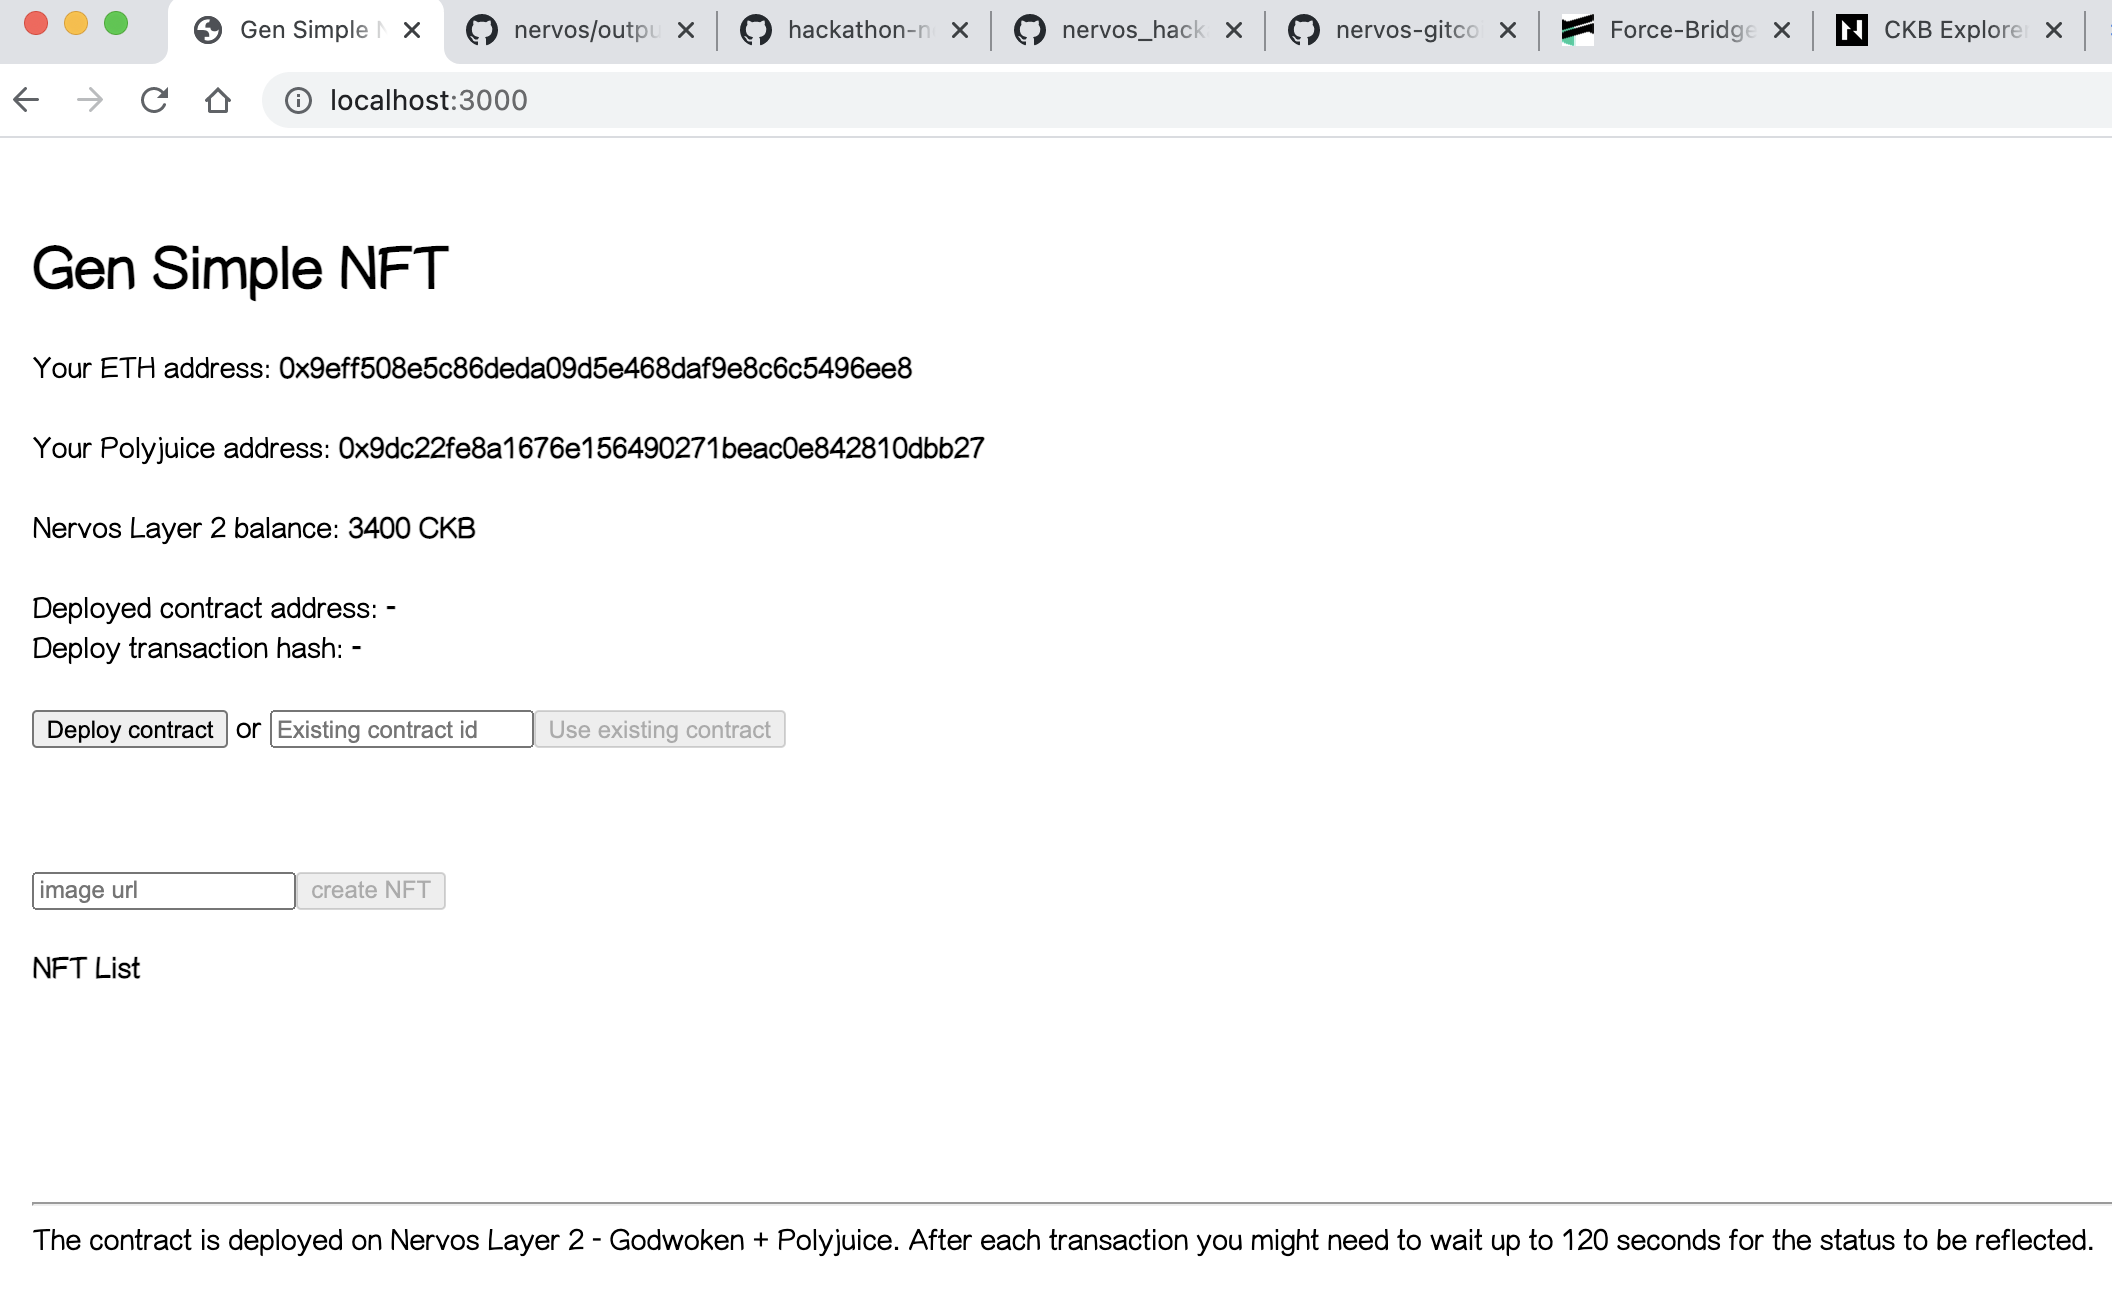 Gen Simple N
nervos/outpu
hackathon-n
nervos_hack
nervos-gitco
Force-Bridge
CKB Explorer
localhost:3000
Gen Simple NFT
Your ETH address: 0x9eff508e5c86deda09d5e468daf9e8c6c5496ee8
Your Polyjuice address: 0x9dc22fe8a1676e156490271beac0e842810dbb27
Nervos Layer 2 balance: 3400 CKB
Deployed contract address: -
Deploy transaction hash: -
Deploy contract or Existing contract id Use existing contract
image url create NFT
NFT List
The contract is deployed on Nervos Layer 2 - Godwoken + Polyjuice. After each transaction you might need to wait up to 120 seconds for the status to be reflected.